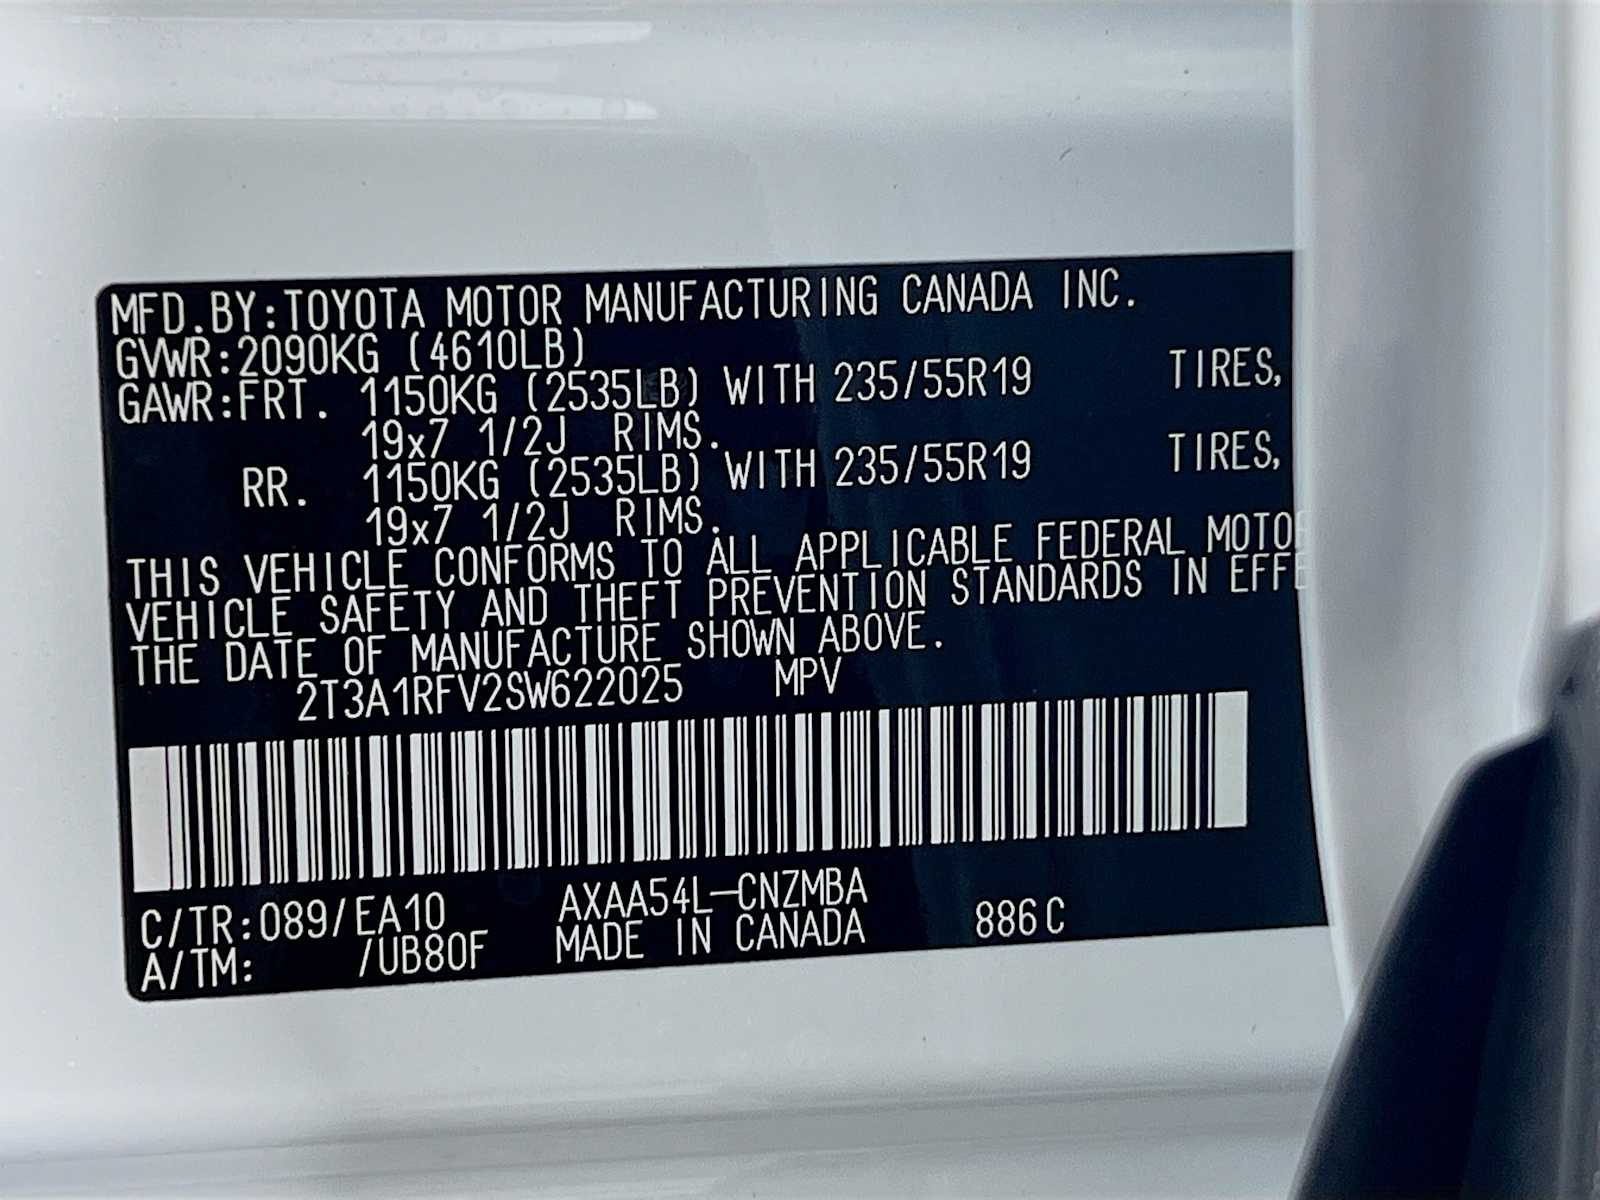 MFD.BY:TOYOTA MOTOR MANUFACTURING CANADA INC.
GVWR:2090KG (4610LB)
GAWR:FRT. 1150KG (2535LB) WITH 235/55R19 TIRES,
19x7 1/2J RIMS.
RR. 1150KG (2535LB) WITH 235/55R19 TIRES,
19x7 1/2J RIMS.
THIS VEHICLE CONFORMS TO ALL APPLICABLE FEDERAL MOTO
VEHICLE SAFETY AND THEFT PREVENTION STANDARDS IN EFFE
THE DATE OF MANUFACTURE SHOWN ABOVE.
2T3A1RFV2SW622025 MPV
C/TR:089/EA10 AXAA54L-CNZMBA
A/TM: /UB80F MADE IN CANADA 886C